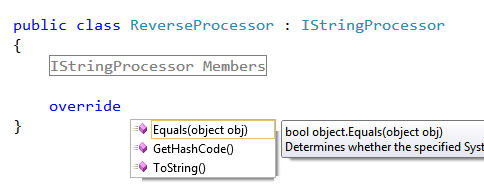 public class ReverseProcessor : IStringProcessor
{
IStringProcessor Members
override
}
Equals(object obj)
GetHashCode()
ToString()
bool object.Equals(object obj)
Determines whether the specified Syst